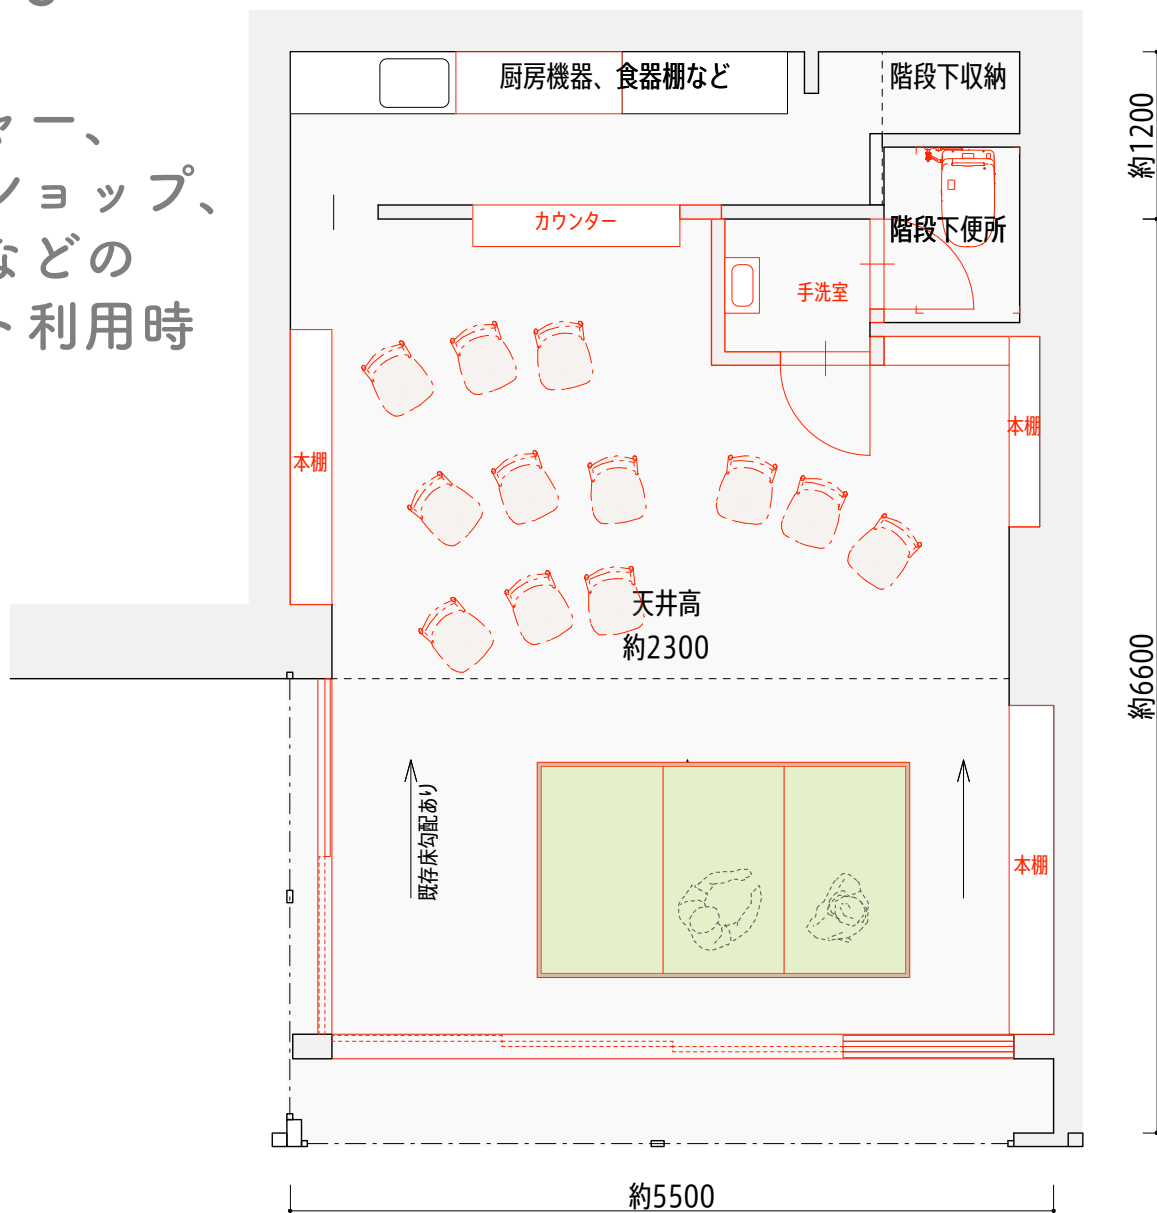 ャー、
ショップ、
などの
ト利用時
厨房機器、食器棚など
階段下収納
約1200
カウンター
階段下便所
手洗室
本棚
本棚
天井高
約2300
約6600
既存床勾配あり
本棚
約5500